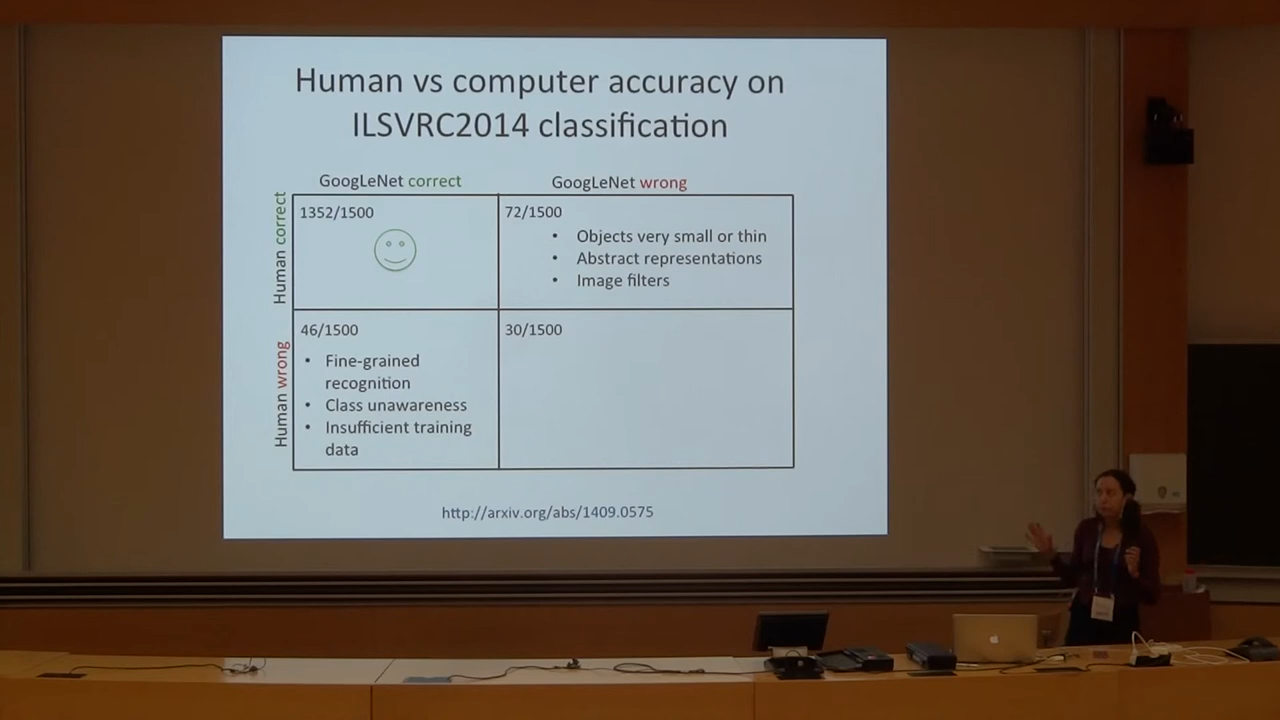 Human vs computer accuracy on
ILSVRC2014 classification
GoogLeNet correct
GoogLeNet wrong
Human correct
1352/1500
72/1500
• Objects very small or thin
• Abstract representations
• Image filters
Human wrong
46/1500
• Fine-grained
recognition
• Class unawareness
• Insufficient training
data
30/1500
http://arxiv.org/abs/1409.0575